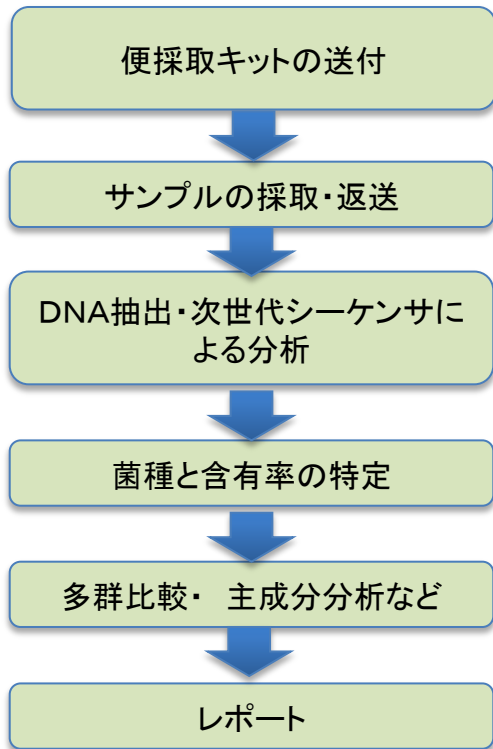 便採取キットの送付
サンプルの採取・返送
DNA抽出・次世代シーケンサに
よる分析
菌種と含有率の特定
多群比較・ 主成分分析など
レポート